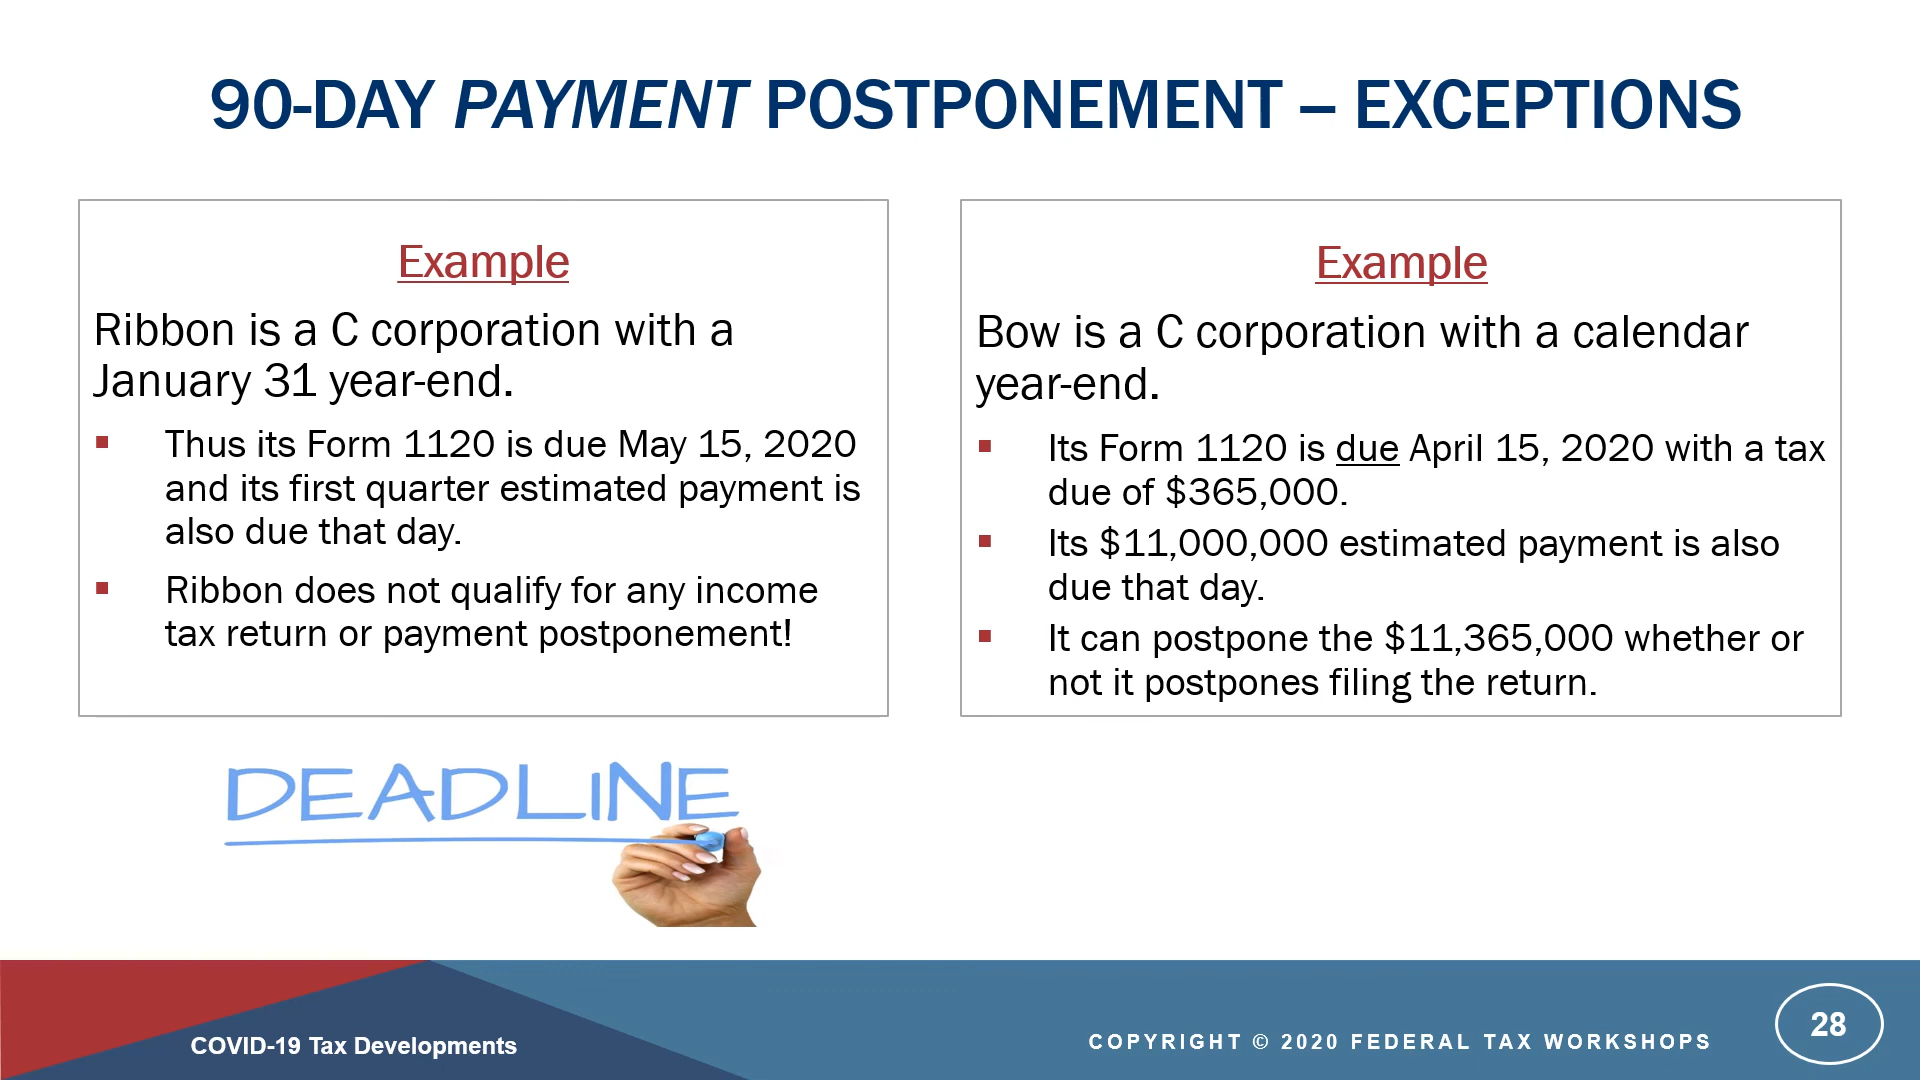 90-DAY PAYMENT POSTPONEMENT – EXCEPTIONS
Example
Ribbon is a C corporation with a
January 31 year-end.
Thus its Form 1120 is due May 15, 2020
and its first quarter estimated payment is
also due that day.
Ribbon does not qualify for any income
tax return or payment postponement!
Example
Bow is a C corporation with a calendar
year-end.
Its Form 1120 is due April 15, 2020 with a tax
due of $365,000.
Its $11,000,000 estimated payment is also
due that day.
It can postpone the $11,365,000 whether or
not it postpones filing the return.
DEADLINE
COVID-19 Tax Developments
COPYRIGHT © 2020 FEDERAL TAX WORKSHOPS
28